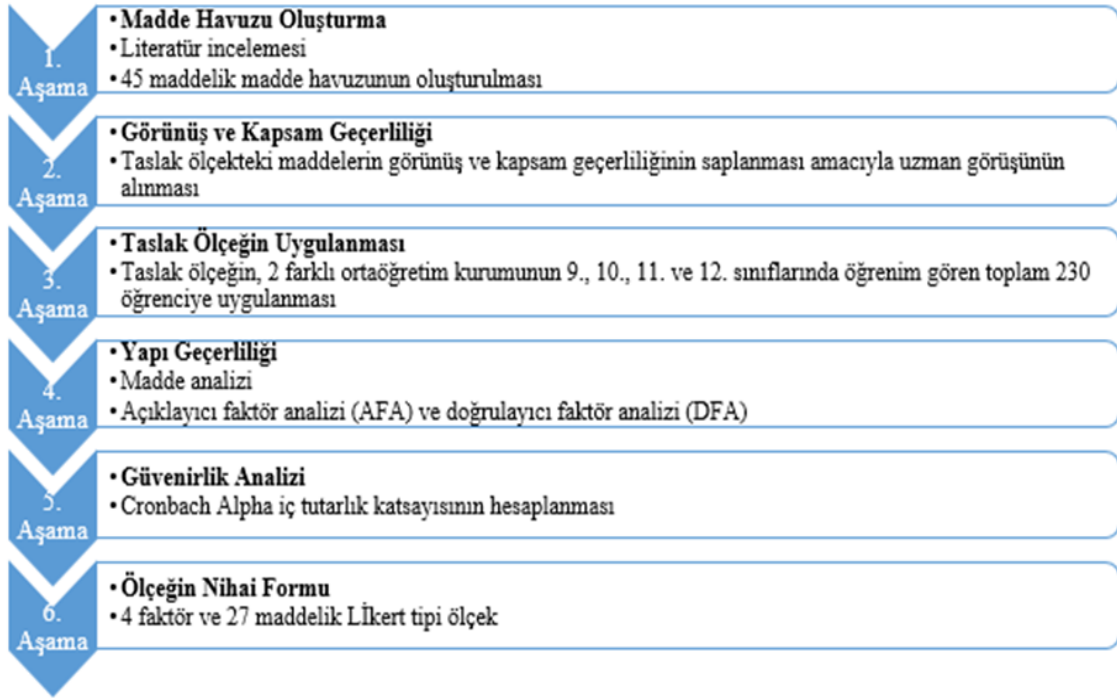 1.
Aşama
• Madde Havuzu Oluşturma
• Literatür incelemesi
• 45 maddelik madde havuzunun oluşturulması
2.
Aşama
• Görünüş ve Kapsam Geçerliliği
• Taslak ölçekteki maddelerin görünüş ve kapsam geçerliliğinin saplanması amacıyla uzman görüşünün
alınması
3.
Aşama
• Taslak Ölçeğin Uygulanması
• Taslak ölçeğin, 2 farklı ortaöğretim kurumunun 9., 10., 11. ve 12. sınıflarında öğrenim gören toplam 230
öğrenciye uygulanması
4.
Aşama
• Yapı Geçerliliği
• Madde analizi
• Açıklayıcı faktör analizi (AFA) ve doğrulayıcı faktör analizi (DFA)
5.
Aşama
• Güvenirlik Analizi
• Cronbach Alpha iç tutarlık katsayısının hesaplanması
6.
Aşama
• Ölçeğin Nihai Formu
• 4 faktör ve 27 maddelik Lİkert tipi ölçek